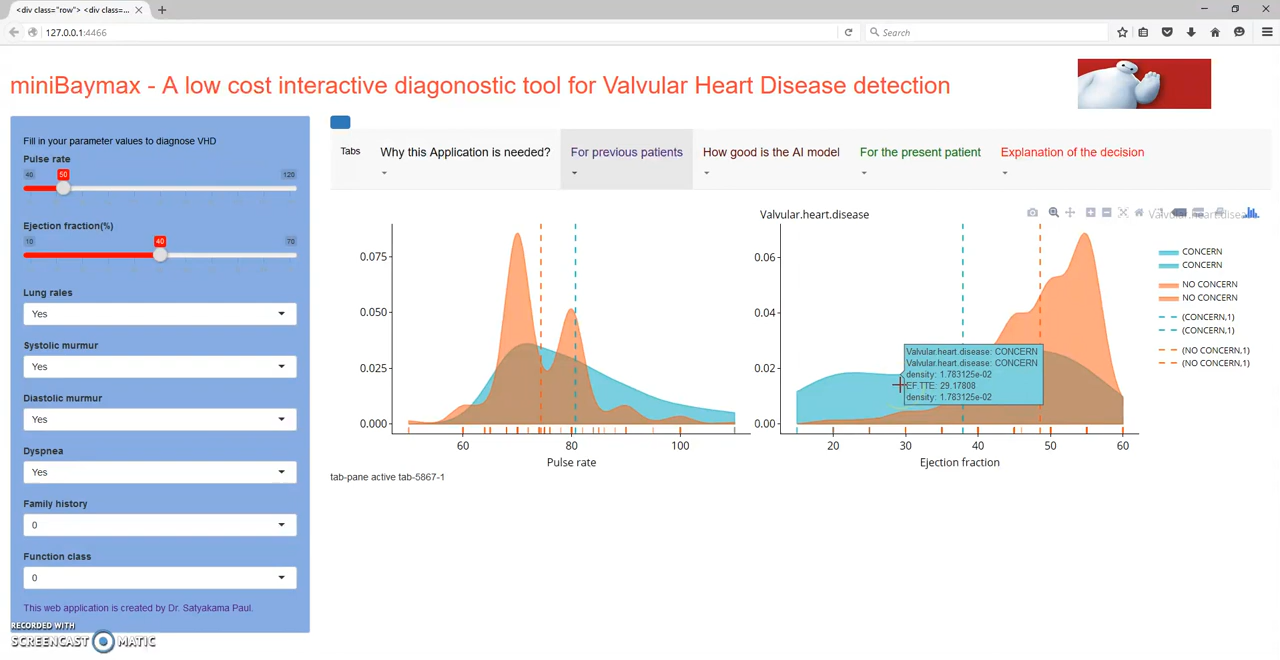 <div class="row"> <div class=...
127.0.0.1:4466
Search
miniBaymax - A low cost interactive diagonostic tool for Valvular Heart Disease detection
Fill in your parameter values to diagnose VHD
Pulse rate
40 50 120
Ejection fraction(%)
10 40 70
Lung rales
Yes
Systolic murmur
Yes
Diastolic murmur
Yes
Dyspnea
Yes
Family history
0
Function class
0
This web application is created by Dr. Satyakama Paul.
RECORDED WITH
SCREENCAST MATIC
Tabs Why this Application is needed? For previous patients How good is the AI model For the present patient Explanation of the decision
Valvular.heart.disease
Valvular.heart.disea
0.075
0.050
0.025
0.000
60 80 100
Pulse rate
0.06
0.04
0.02
0.00
20 30 40 50 60
Ejection fraction
Valvular.heart.disease: CONCERN
Valvular.heart.disease: CONCERN
density: 1.783125e-02
EF.TTE: 29.17808
density: 1.783125e-02
CONCERN
CONCERN
NO CONCERN
NO CONCERN
(CONCERN,1)
(CONCERN,1)
(NO CONCERN,1)
(NO CONCERN,1)
tab-pane active tab-5867-1